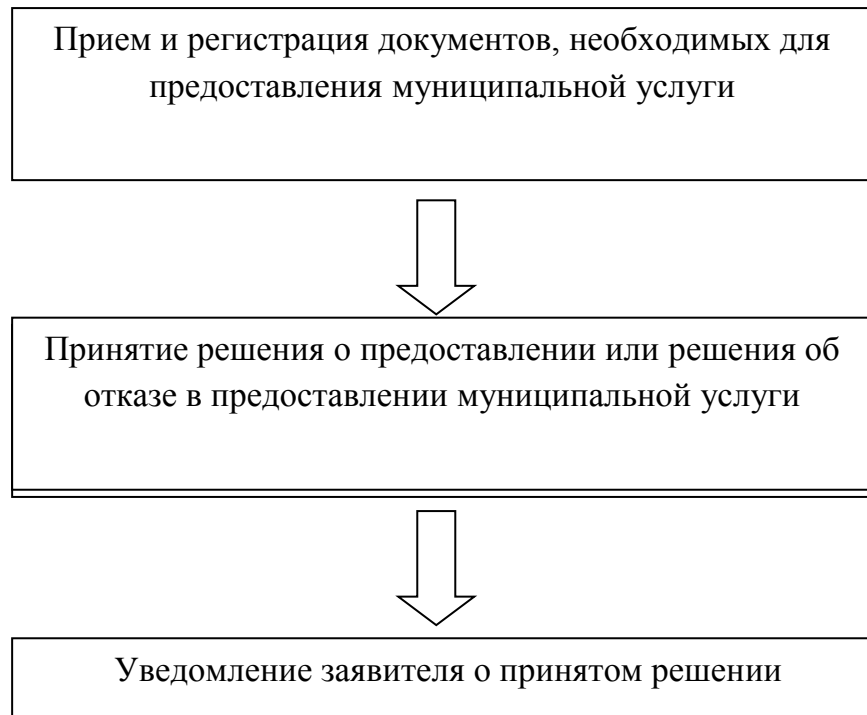 Прием и регистрация документов, необходимых для
предоставления муниципальной услуги
Принятие решения о предоставлении или решения об
отказе в предоставлении муниципальной услуги
Уведомление заявителя о принятом решении